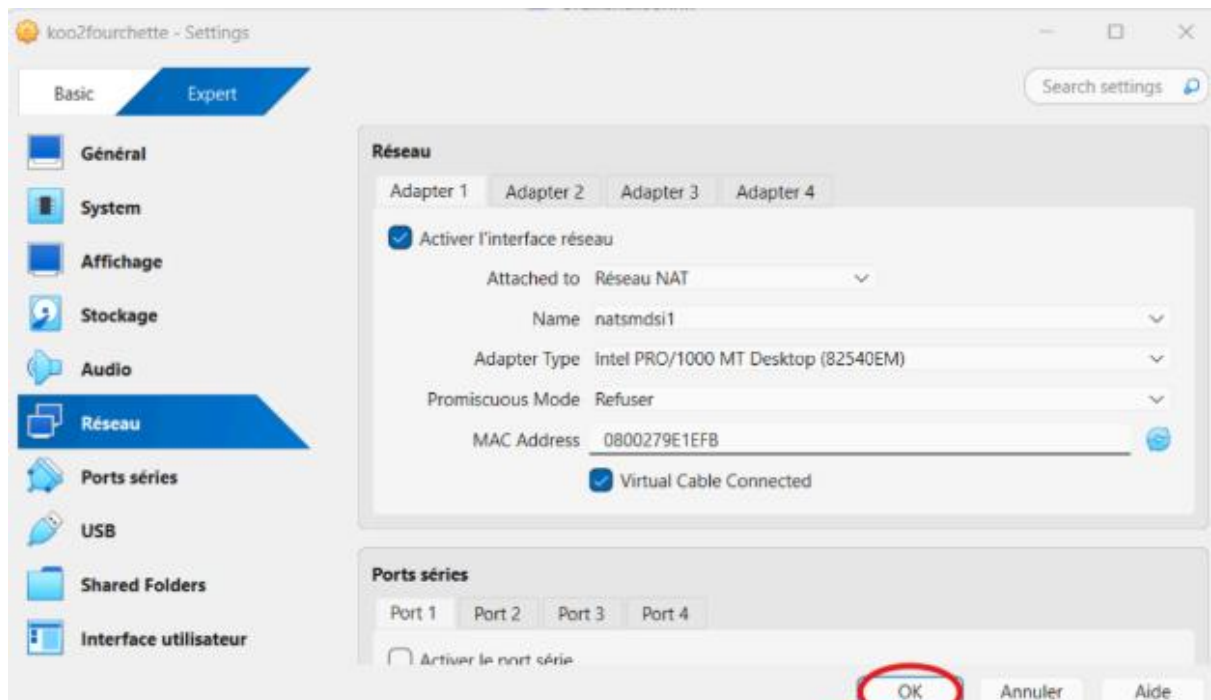 koo2fourchette - Settings
Basic
Expert
Search settings
Général
System
Affichage
Stockage
Audio
Réseau
Ports séries
USB
Shared Folders
Interface utilisateur
Réseau
Adapter 1 Adapter 2 Adapter 3 Adapter 4
Activer l'interface réseau
Attached to Réseau NAT
Name natsmdsi1
Adapter Type Intel PRO/1000 MT Desktop (82540EM)
Promiscuous Mode Refuser
MAC Address 0800279E1EFB
Virtual Cable Connected
Ports séries
Port 1 Port 2 Port 3 Port 4
Activer le port série
OK Annuler Aide